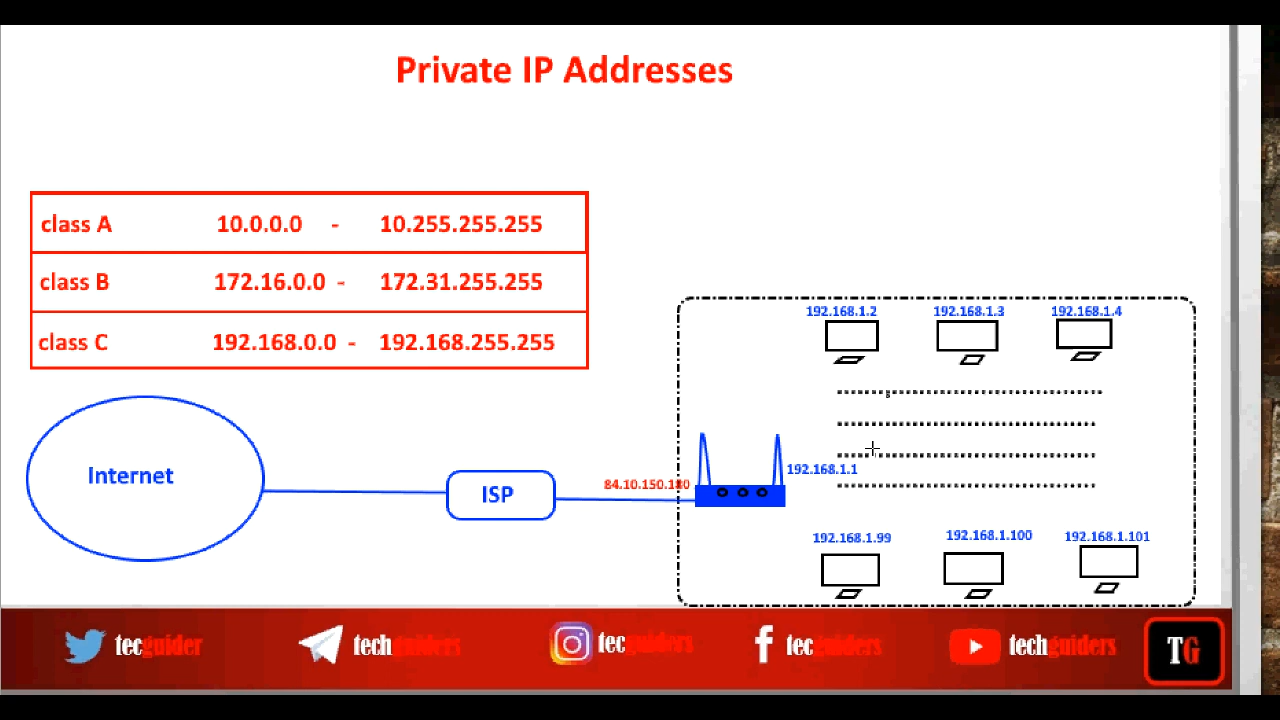 Private IP Addresses
class A 10.0.0.0 - 10.255.255.255
class B 172.16.0.0 - 172.31.255.255
class C 192.168.0.0 - 192.168.255.255
192.168.1.2 192.168.1.3 192.168.1.4
Internet
ISP
84.10.150.180
192.168.1.1
192.168.1.99 192.168.1.100 192.168.1.101
tecguider techguiders tecguiders tecguiders techguiders TG